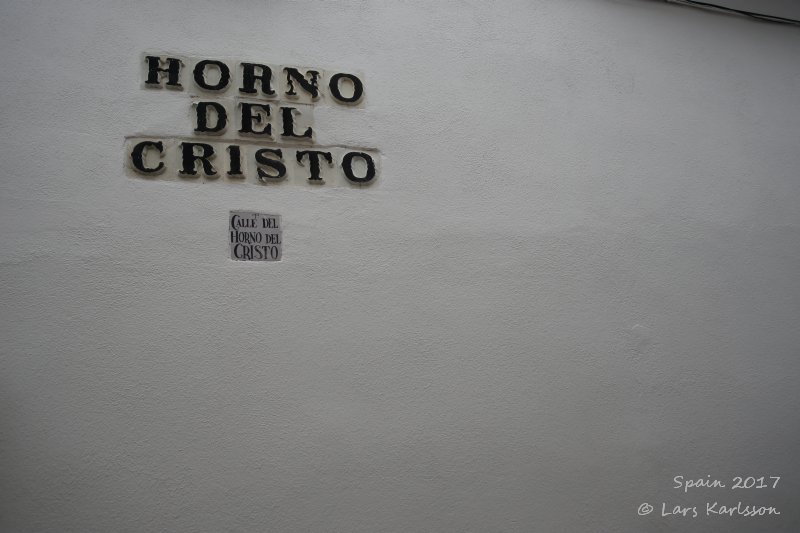 HORNO
DEL
CRISTO
CALLE DEL
HORNO DEL
CRISTO
Spain 2017
© Lars Karlsson